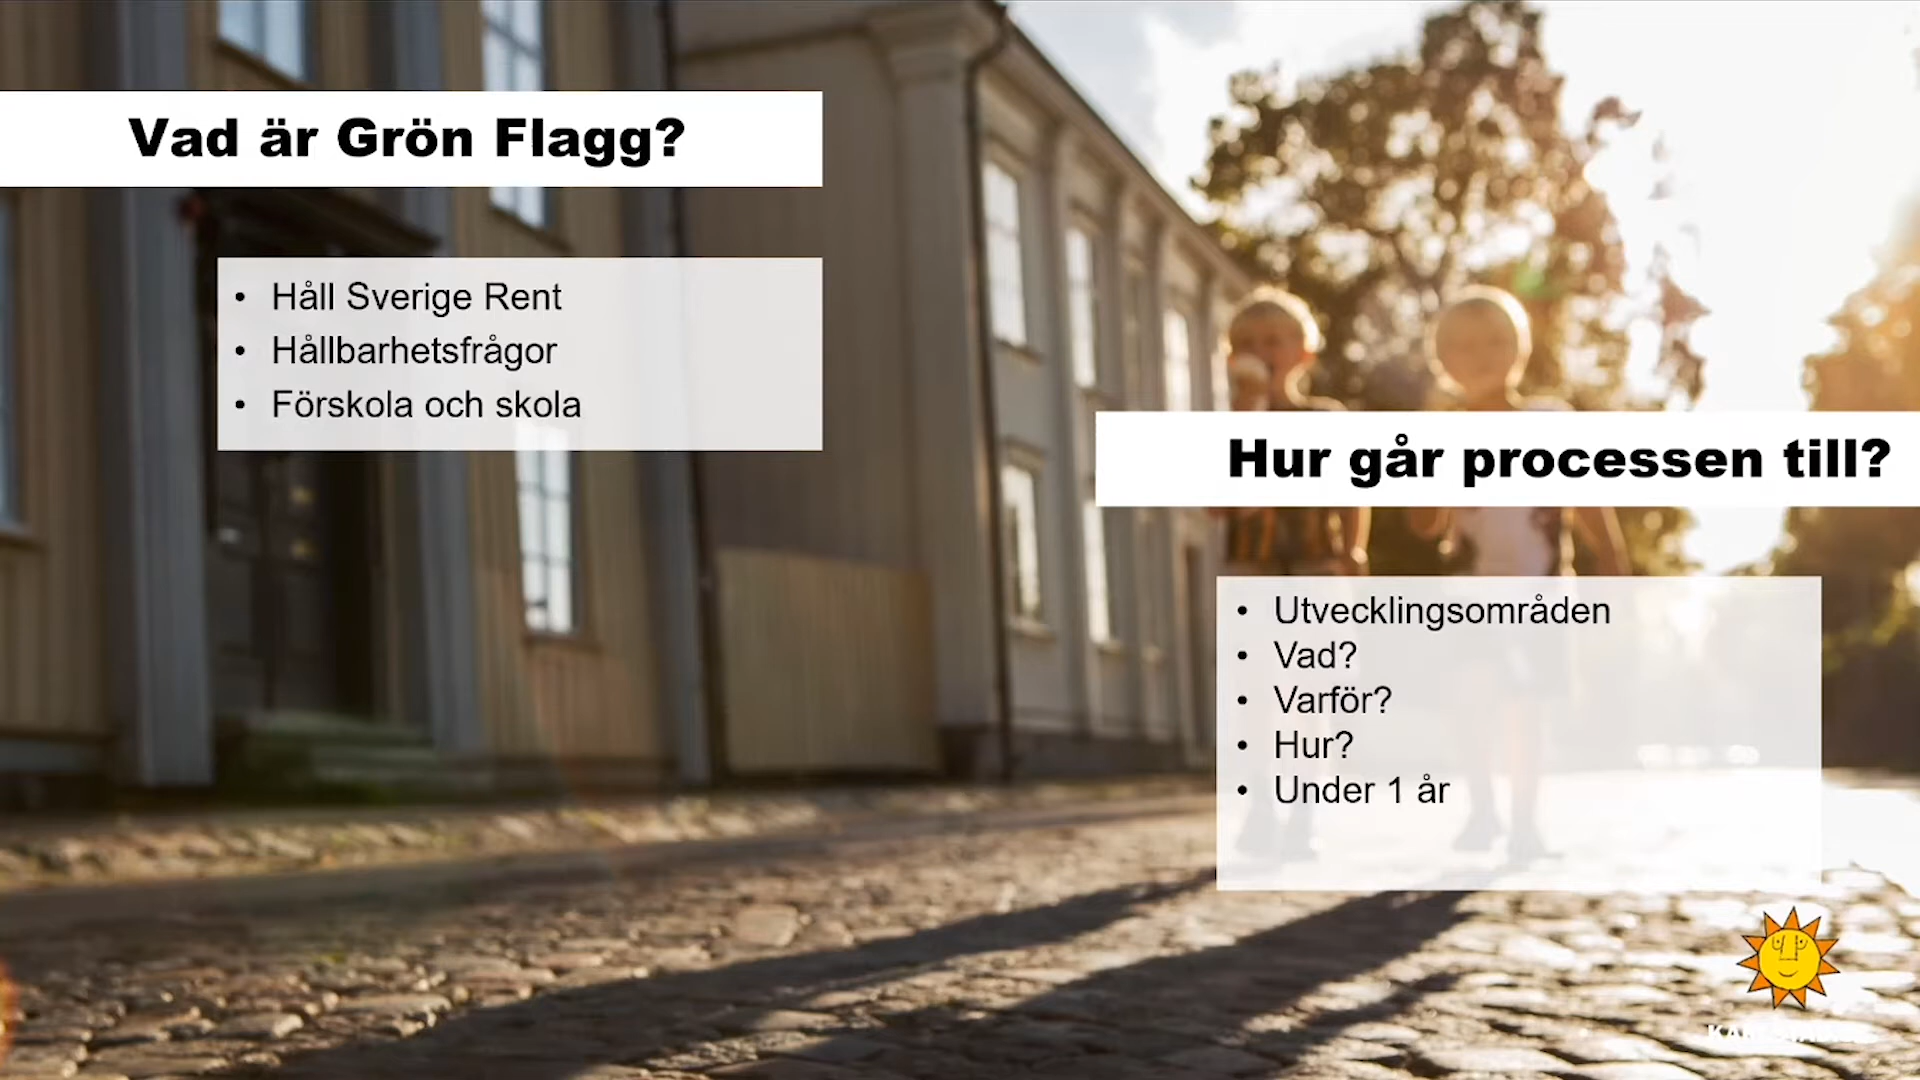 Vad är Grön Flagg?
• Håll Sverige Rent
• Hållbarhetsfrågor
• Förskola och skola
Hur går processen till?
• Utvecklingsområden
• Vad?
• Varför?
• Hur?
• Under 1 år